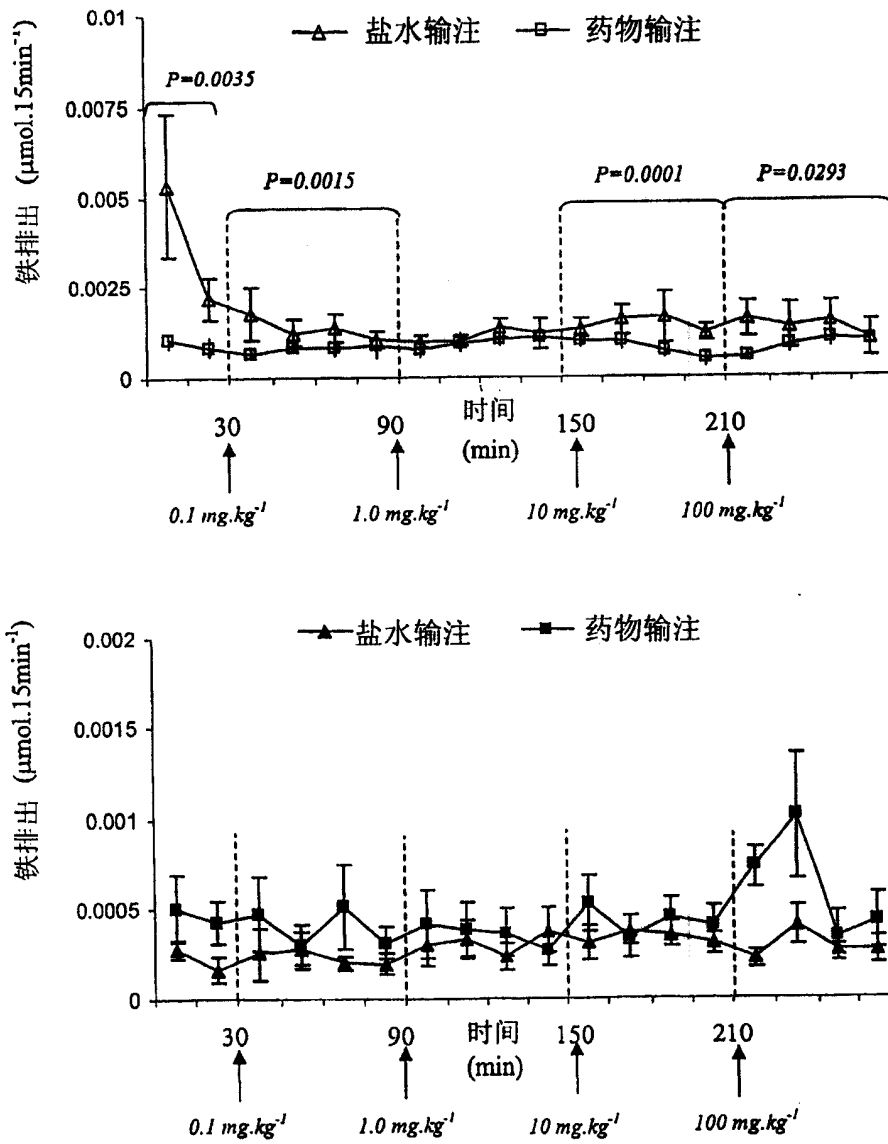 盐水输注 药物输注
铁排出 (μmol.15min⁻¹)
0.01
0.0075
0.005
0.0025
0
P=0.0035
P=0.0015
P=0.0001
P=0.0293
30 90 150 210
时间
(min)
0.1 mg.kg⁻¹ 1.0 mg.kg⁻¹ 10 mg.kg⁻¹ 100 mg.kg⁻¹
盐水输注 药物输注
铁排出 (μmol.15min⁻¹)
0.002
0.0015
0.001
0.0005
0
30 90 150 210
时间
(min)
0.1 mg.kg⁻¹ 1.0 mg.kg⁻¹ 10 mg.kg⁻¹ 100 mg.kg⁻¹